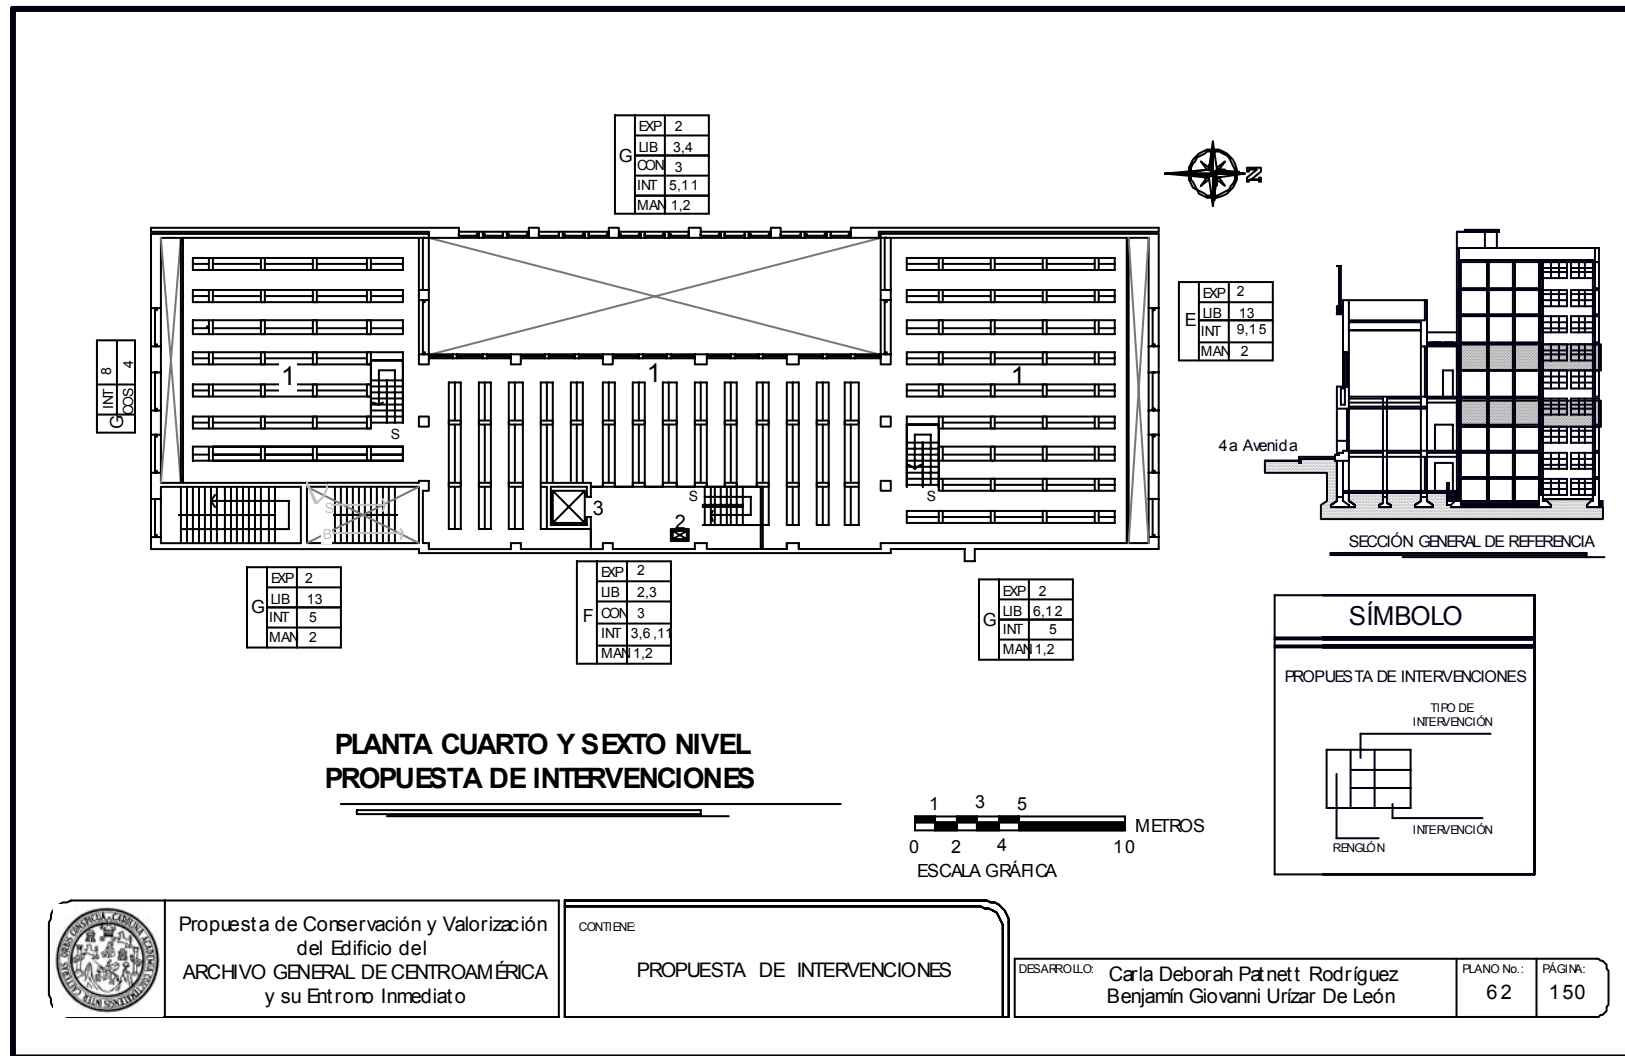 EXP 2
G LIB 3,4
CON 3
INT 5,11
MAN 1,2
N
EXP 2
E LIB 13
INT 9,15
MAN 2
G INT 8
COS 4
1
1
1
S
S
S
3
2
S
B
4a Avenida
SECCIÓN GENERAL DE REFERENCIA
EXP 2
G LIB 13
INT 5
MAN 2
EXP 2
LIB 2,3
F CON 3
INT 3,6,11
MAN 1,2
EXP 2
G LIB 6,12
INT 5
MAN 1,2
SÍMBOLO
PROPUESTA DE INTERVENCIONES
TIPO DE
INTERVENCIÓN
INTERVENCIÓN
RENGLÓN
PLANTA CUARTO Y SEXTO NIVEL
PROPUESTA DE INTERVENCIONES
1 3 5
METROS
0 2 4 10
ESCALA GRÁFICA
Propuesta de Conservación y Valorización
del Edificio del
ARCHIVO GENERAL DE CENTROAMÉRICA
y su Entrono Inmediato
CONTIENE:
PROPUESTA DE INTERVENCIONES
DESARROLLO: Carla Deborah Patnett Rodríguez
Benjamín Giovanni Urízar De León
PLANO No.:
62
PÁGINA:
150